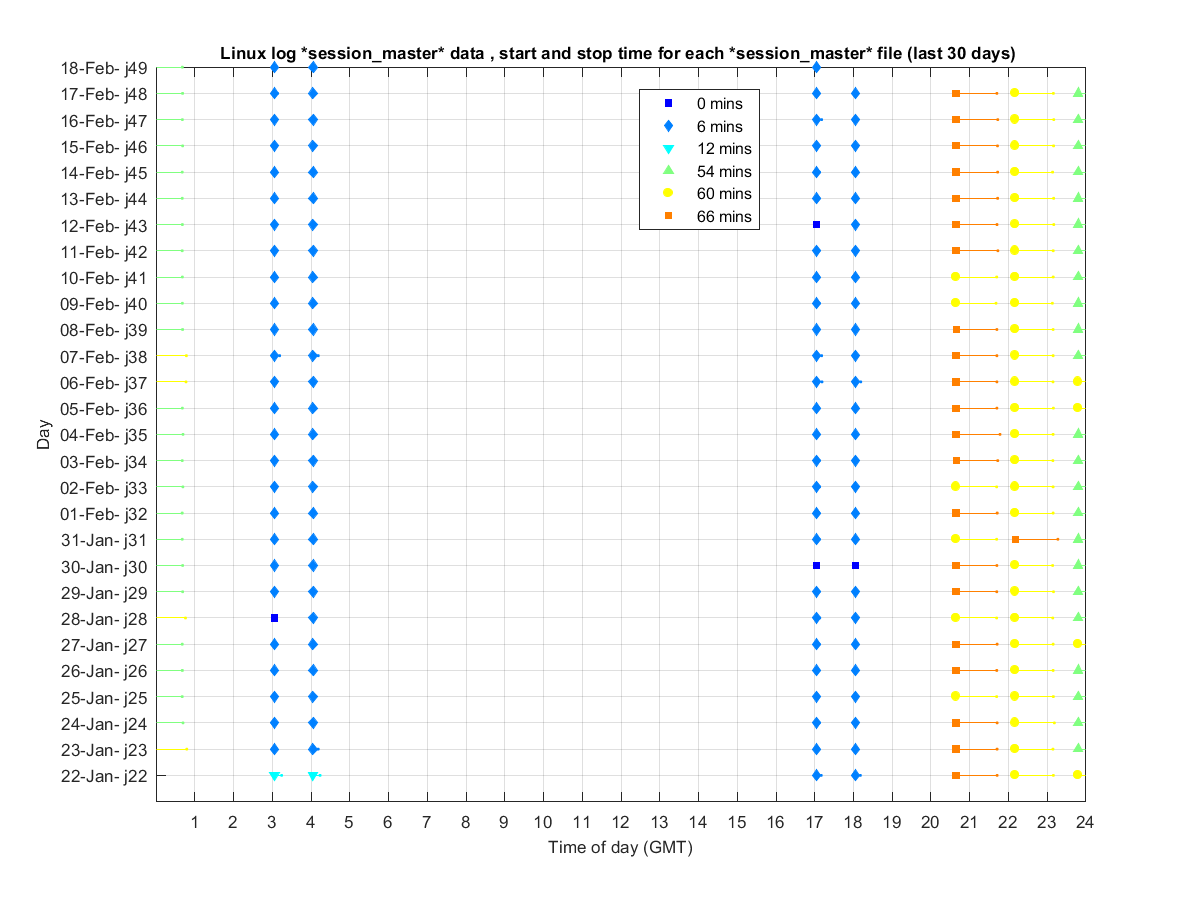 Linux log *session_master* data , start and stop time for each *session_master* file (last 30 days)
18-Feb- j49
17-Feb- j48
16-Feb- j47
15-Feb- j46
14-Feb- j45
13-Feb- j44
12-Feb- j43
11-Feb- j42
10-Feb- j41
09-Feb- j40
08-Feb- j39
07-Feb- j38
06-Feb- j37
05-Feb- j36
04-Feb- j35
03-Feb- j34
02-Feb- j33
01-Feb- j32
31-Jan- j31
30-Jan- j30
29-Jan- j29
28-Jan- j28
27-Jan- j27
26-Jan- j26
25-Jan- j25
24-Jan- j24
23-Jan- j23
22-Jan- j22
Day
0 mins
6 mins
12 mins
54 mins
60 mins
66 mins
1 2 3 4 5 6 7 8 9 10 11 12 13 14 15 16 17 18 19 20 21 22 23 24
Time of day (GMT)